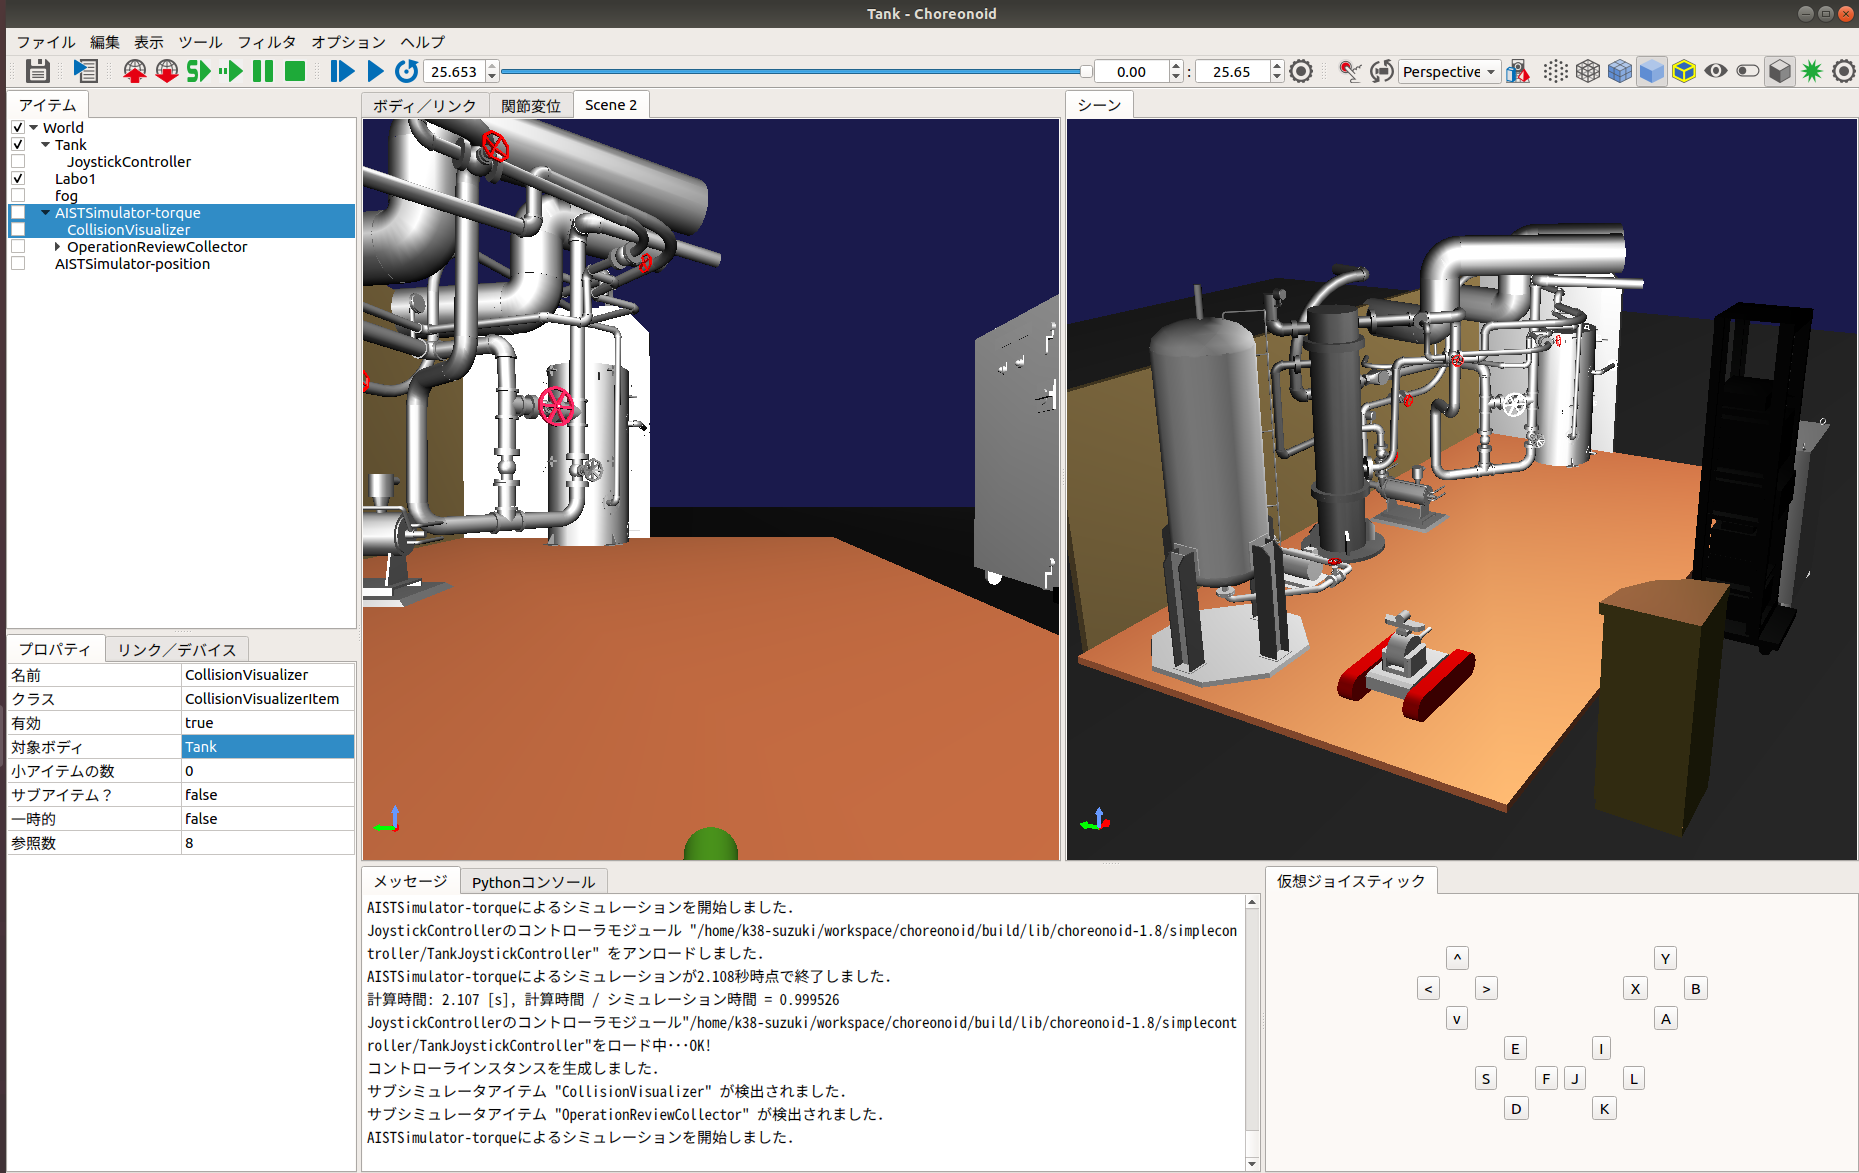 Tank - Choreonoid
ファイル 編集 表示 ツール フィルタ オプション ヘルプ
25.653 0.00 : 25.65 Perspective
アイテム
World
Tank
JoystickController
Labo1
fog
AISTSimulator-torque
CollisionVisualizer
OperationReviewCollector
AISTSimulator-position
ボディ／リンク 関節変位 Scene 2
シーン
プロパティ リンク／デバイス
名前 CollisionVisualizer
クラス CollisionVisualizerItem
有効 true
対象ボディ Tank
小アイテムの数 0
サブアイテム？ false
一時的 false
参照数 8
メッセージ Pythonコンソール
AISTSimulator-torqueによるシミュレーションを開始しました．
JoystickControllerのコントローラモジュール "/home/k38-suzuki/workspace/choreonoid/build/lib/choreonoid-1.8/simplecon
troller/TankJoystickController" をアンロードしました．
AISTSimulator-torqueによるシミュレーションが2.108秒時点で終了しました．
計算時間: 2.107 [s], 計算時間 / シミュレーション時間 = 0.999526
JoystickControllerのコントローラモジュール"/home/k38-suzuki/workspace/choreonoid/build/lib/choreonoid-1.8/simplecont
roller/TankJoystickController"をロード中···OK!
コントローラインスタンスを生成しました．
サブシミュレータアイテム "CollisionVisualizer" が検出されました．
サブシミュレータアイテム "OperationReviewCollector" が検出されました．
AISTSimulator-torqueによるシミュレーションを開始しました．
仮想ジョイスティック
^ Y
< > X B
v A
E I
S F J L
D K